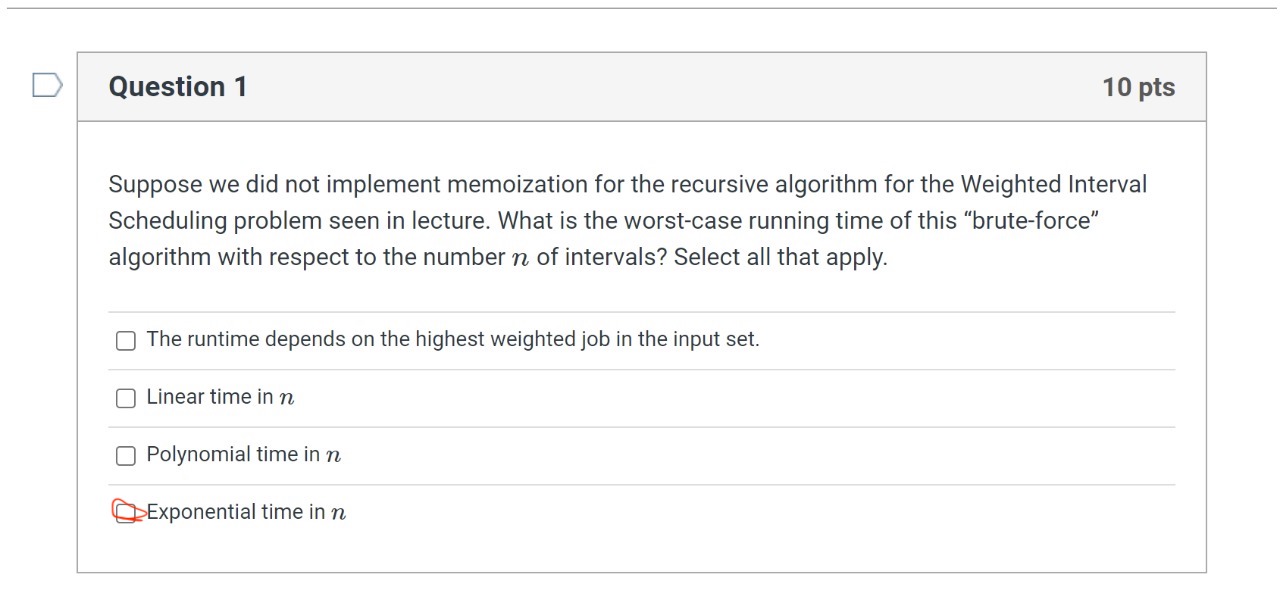 Question 1
10 pts
Suppose we did not implement memoization for the recursive algorithm for the Weighted Interval
Scheduling problem seen in lecture. What is the worst-case running time of this “brute-force”
algorithm with respect to the number n of intervals? Select all that apply.
The runtime depends on the highest weighted job in the input set.
Linear time in n
Polynomial time in n
Exponential time in n